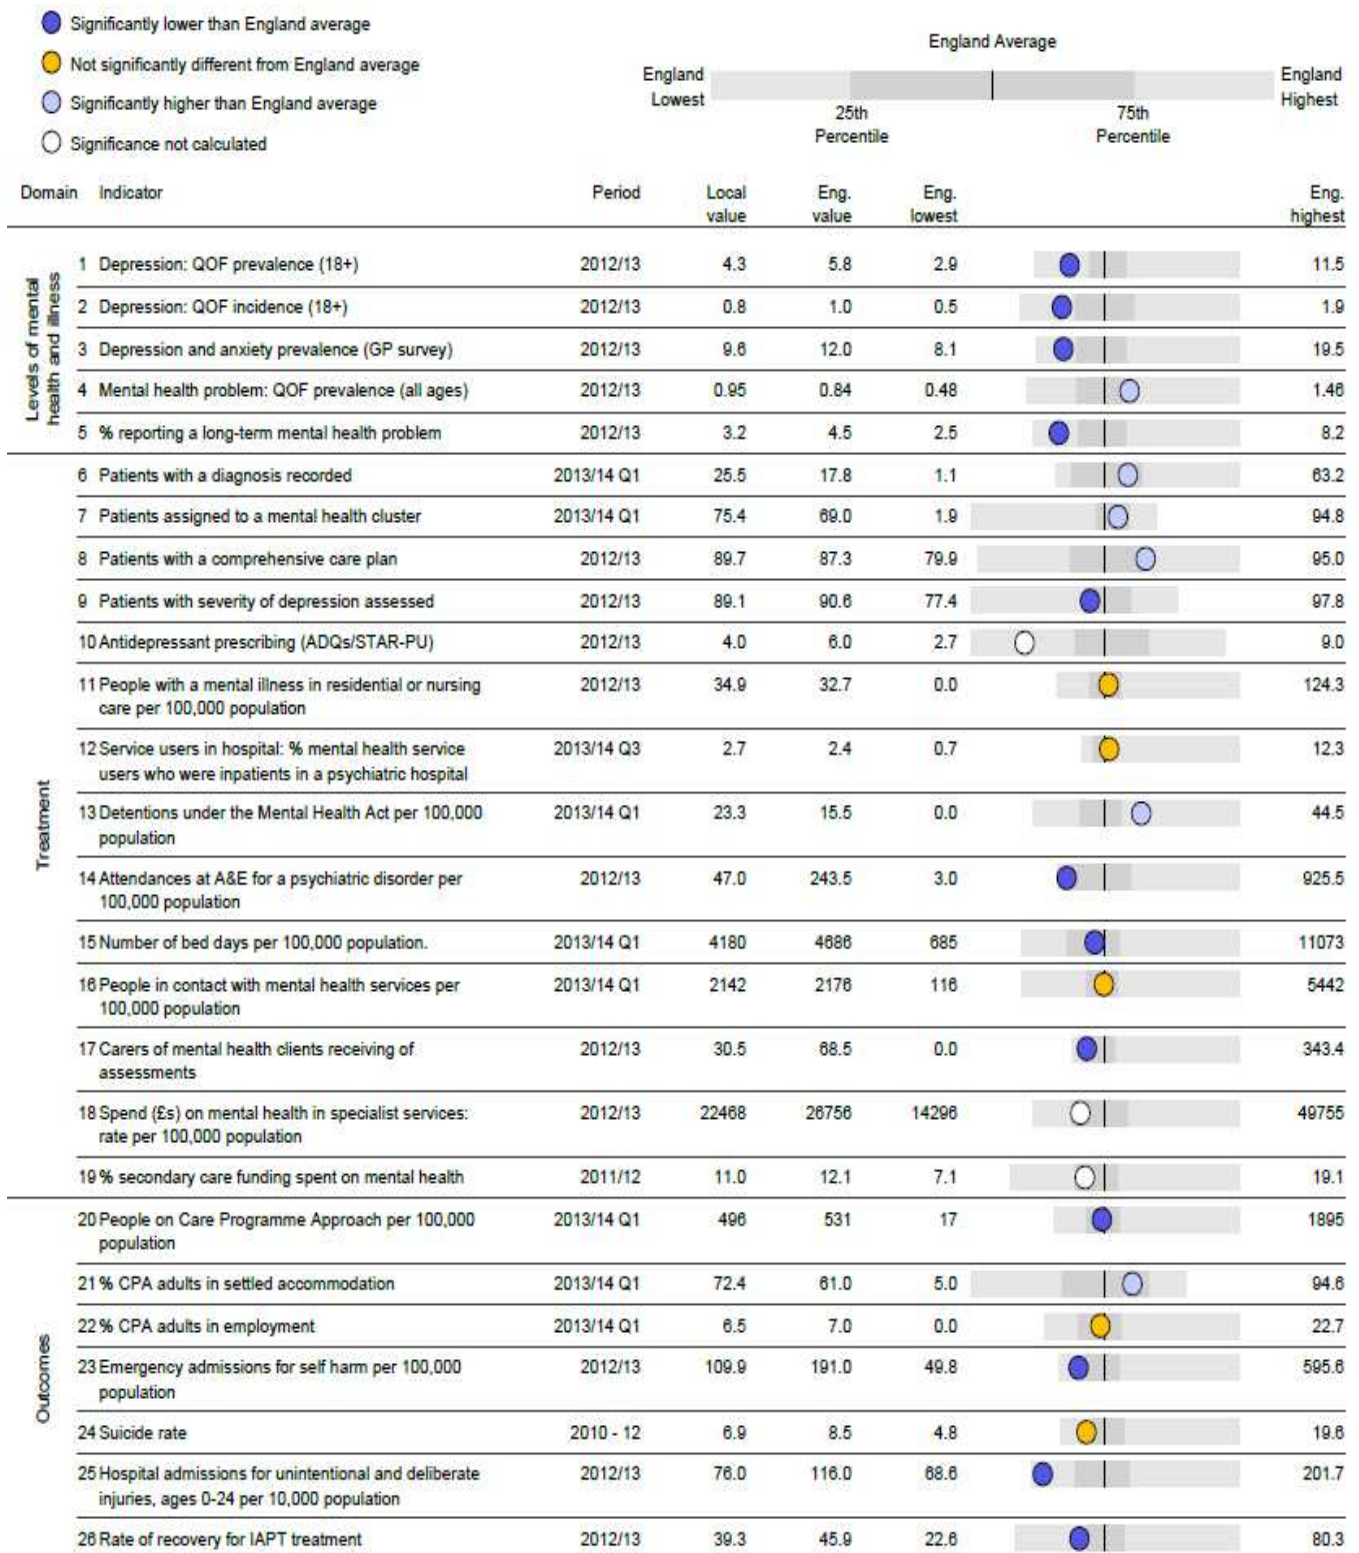 Significantly lower than England average
Not significantly different from England average
Significantly higher than England average
Significance not calculated
England Average
England Lowest
England Highest
25th Percentile
75th Percentile
Domain Indicator Period Local value Eng. value Eng. lowest Eng. highest
Levels of mental health and illness
1 Depression: QOF prevalence (18+) 2012/13 4.3 5.8 2.9 11.5
2 Depression: QOF incidence (18+) 2012/13 0.8 1.0 0.5 1.9
3 Depression and anxiety prevalence (GP survey) 2012/13 9.6 12.0 8.1 19.5
4 Mental health problem: QOF prevalence (all ages) 2012/13 0.95 0.84 0.48 1.46
5 % reporting a long-term mental health problem 2012/13 3.2 4.5 2.5 8.2
Treatment
6 Patients with a diagnosis recorded 2013/14 Q1 25.5 17.8 1.1 63.2
7 Patients assigned to a mental health cluster 2013/14 Q1 75.4 69.0 1.9 94.8
8 Patients with a comprehensive care plan 2012/13 89.7 87.3 79.9 95.0
9 Patients with severity of depression assessed 2012/13 89.1 90.6 77.4 97.8
10 Antidepressant prescribing (ADQs/STAR-PU) 2012/13 4.0 6.0 2.7 9.0
11 People with a mental illness in residential or nursing 2012/13 34.9 32.7 0.0 124.3
care per 100,000 population
12 Service users in hospital: % mental health service 2013/14 Q3 2.7 2.4 0.7 12.3
users who were inpatients in a psychiatric hospital
13 Detentions under the Mental Health Act per 100,000 2013/14 Q1 23.3 15.5 0.0 44.5
population
14 Attendances at A&E for a psychiatric disorder per 2012/13 47.0 243.5 3.0 925.5
100,000 population
15 Number of bed days per 100,000 population. 2013/14 Q1 4180 4686 685 11073
16 People in contact with mental health services per 2013/14 Q1 2142 2176 116 5442
100,000 population
17 Carers of mental health clients receiving of 2012/13 30.5 68.5 0.0 343.4
assessments
18 Spend (£s) on mental health in specialist services: 2012/13 22468 26756 14296 49755
rate per 100,000 population
19 % secondary care funding spent on mental health 2011/12 11.0 12.1 7.1 19.1
Outcomes
20 People on Care Programme Approach per 100,000 2013/14 Q1 496 531 17 1895
population
21 % CPA adults in settled accommodation 2013/14 Q1 72.4 61.0 5.0 94.6
22 % CPA adults in employment 2013/14 Q1 6.5 7.0 0.0 22.7
23 Emergency admissions for self harm per 100,000 2012/13 109.9 191.0 49.8 595.6
population
24 Suicide rate 2010 - 12 6.9 8.5 4.8 19.6
25 Hospital admissions for unintentional and deliberate 2012/13 76.0 116.0 68.6 201.7
injuries, ages 0-24 per 10,000 population
26 Rate of recovery for IAPT treatment 2012/13 39.3 45.9 22.6 80.3